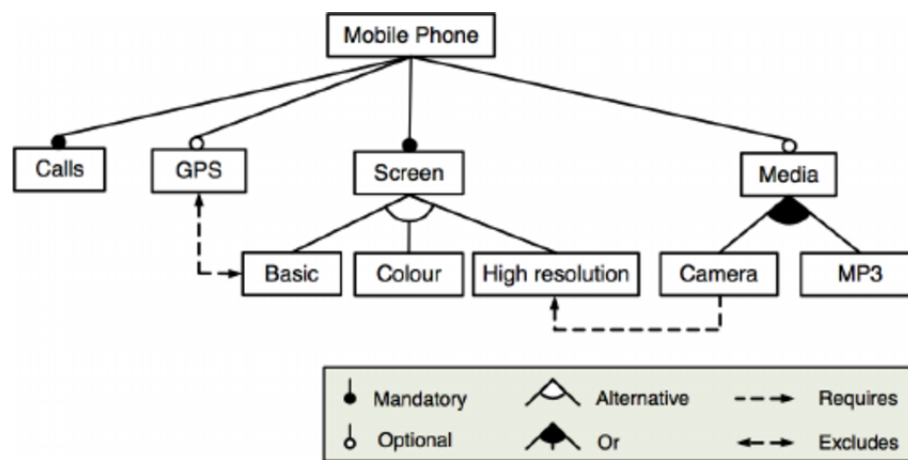 Mobile Phone
Calls
GPS
Screen
Media
Basic
Colour
High resolution
Camera
MP3
Mandatory
Alternative
Requires
Optional
Or
Excludes